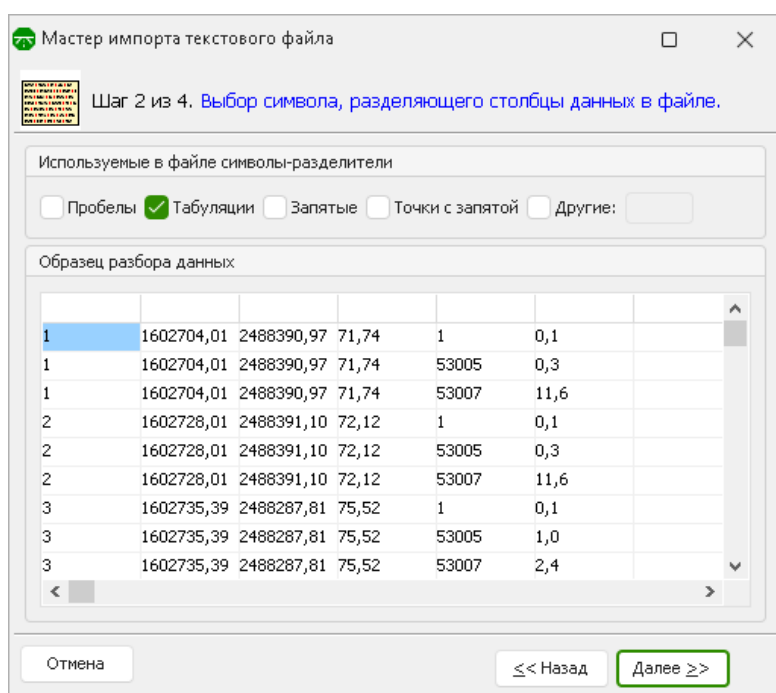 Мастер импорта текстового файла
Шаг 2 из 4. Выбор символа, разделяющего столбцы данных в файле.
Используемые в файле символы-разделители
Пробелы Табуляции Запятые Точки с запятой Другие:
Образец разбора данных
1 1602704,01 2488390,97 71,74 1 0,1
1 1602704,01 2488390,97 71,74 53005 0,3
1 1602704,01 2488390,97 71,74 53007 11,6
2 1602728,01 2488391,10 72,12 1 0,1
2 1602728,01 2488391,10 72,12 53005 0,3
2 1602728,01 2488391,10 72,12 53007 11,6
3 1602735,39 2488287,81 75,52 1 0,1
3 1602735,39 2488287,81 75,52 53005 1,0
3 1602735,39 2488287,81 75,52 53007 2,4
Отмена << Назад Далее >>